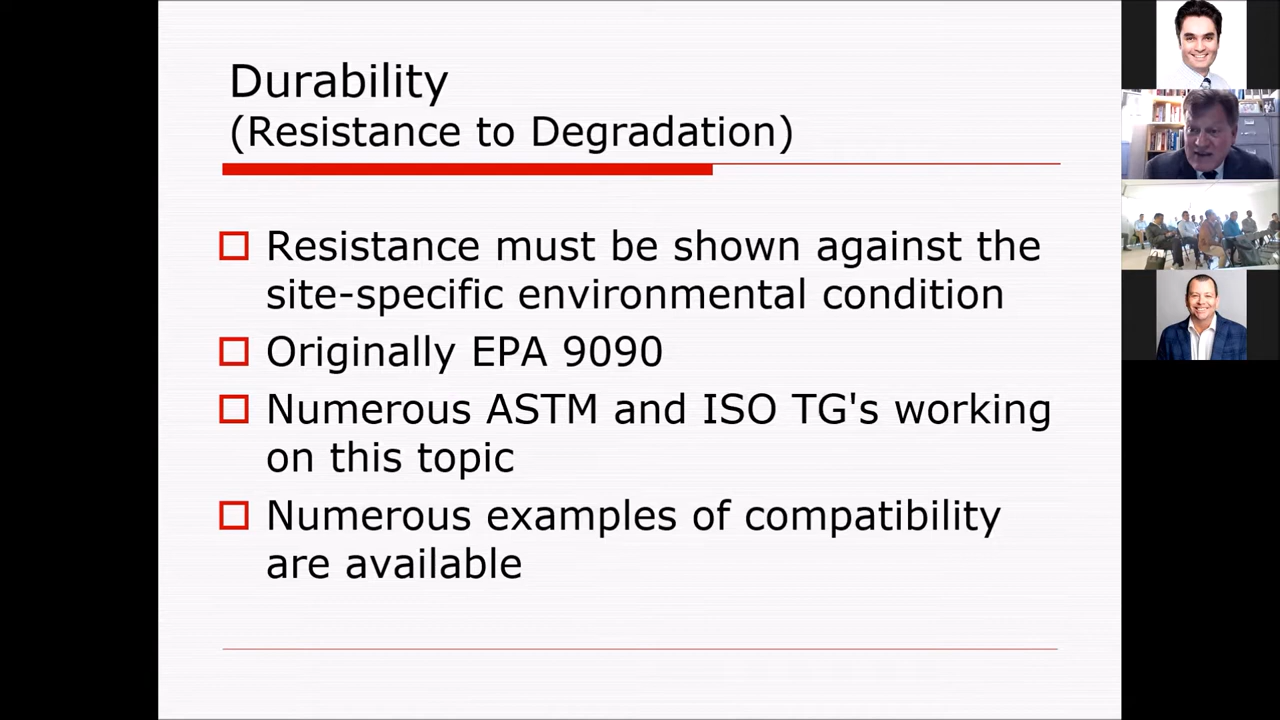 Durability
(Resistance to Degradation)
Resistance must be shown against the
site-specific environmental condition
Originally EPA 9090
Numerous ASTM and ISO TG's working
on this topic
Numerous examples of compatibility
are available